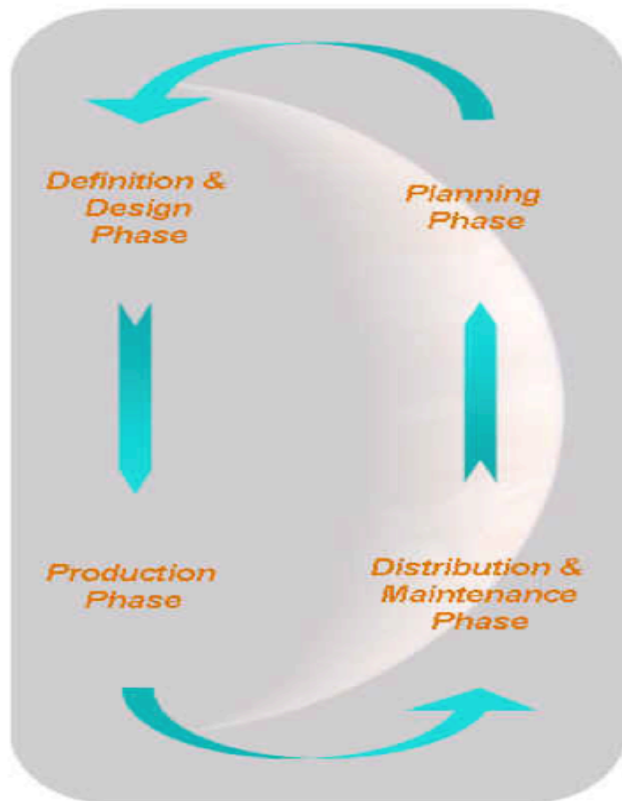 Definition &
Design
Phase
Planning
Phase
Production
Phase
Distribution &
Maintenance
Phase